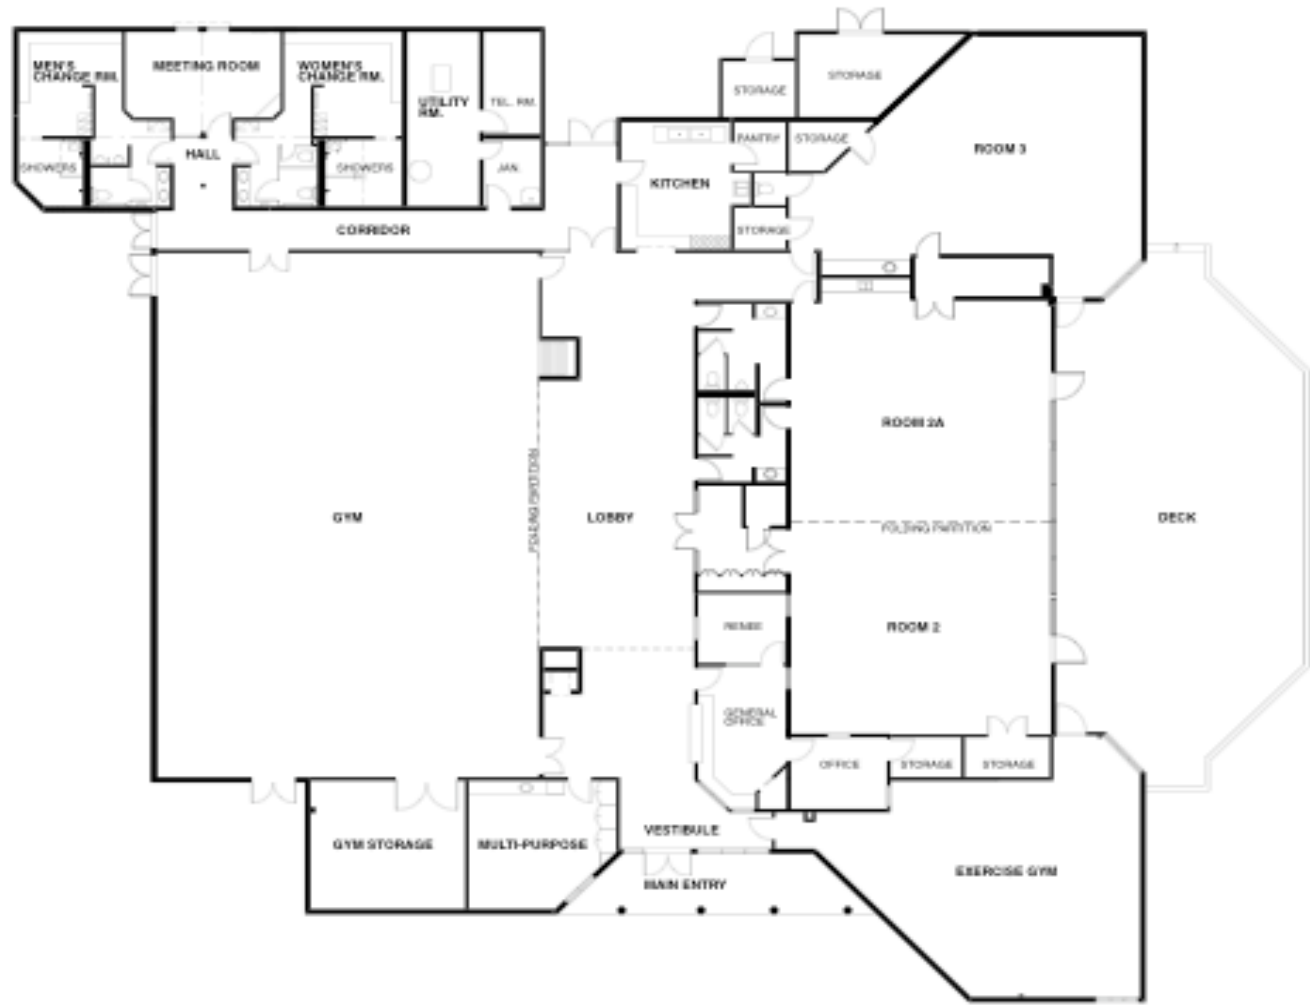 MEN'S
CHANGE RM.
MEETING ROOM
WOMEN'S
CHANGE RM.
UTILITY
RM.
TEL. RM.
STORAGE
STORAGE
SHOWERS
HALL
SHOWERS
JAN.
PANTRY
STORAGE
ROOM 3
KITCHEN
CORRIDOR
STORAGE
ROOM 2A
GYM
FOLDING PARTITION
LOBBY
FOLDING PARTITION
DECK
ROOM 2
GENERAL
OFFICE
OFFICE
STORAGE
STORAGE
GYM STORAGE
MULTI-PURPOSE
VESTIBULE
MAIN ENTRY
EXERCISE GYM